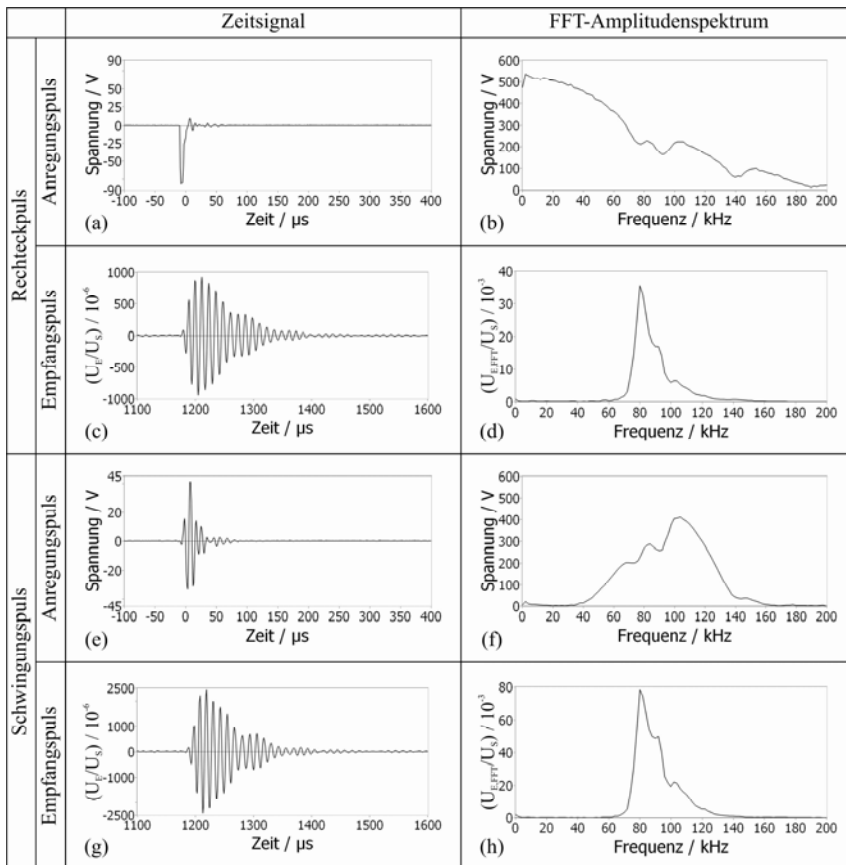 Zeitsignal
FFT-Amplitudenspektrum
Rechteckpuls
Anregungspuls
Spannung / V
90
50
25
0
-25
-50
-90
-100 -50 0 50 100 150 200 250 300 350 400
Zeit / µs
(a)
Spannung / V
600
500
400
300
200
100
0
0 20 40 60 80 100 120 140 160 180 200
Frequenz / kHz
(b)
Empfangspuls
(U_E/U_S) / 10⁻⁶
1000
500
0
-500
-1000
1100 1200 1300 1400 1500 1600
Zeit / µs
(c)
(U_E,FFT/U_S) / 10⁻³
40
30
20
10
0
0 20 40 60 80 100 120 140 160 180 200
Frequenz / kHz
(d)
Schwingungspuls
Anregungspuls
Spannung / V
45
20
0
-20
-45
-100 -50 0 50 100 150 200 250 300 350 400
Zeit / µs
(e)
Spannung / V
600
500
400
300
200
100
0
0 20 40 60 80 100 120 140 160 180 200
Frequenz / kHz
(f)
Empfangspuls
(U_E/U_S) / 10⁻⁶
2500
1000
0
-1000
-2500
1100 1200 1300 1400 1500 1600
Zeit / µs
(g)
(U_E,FFT/U_S) / 10⁻³
80
60
40
20
0
0 20 40 60 80 100 120 140 160 180 200
Frequenz / kHz
(h)